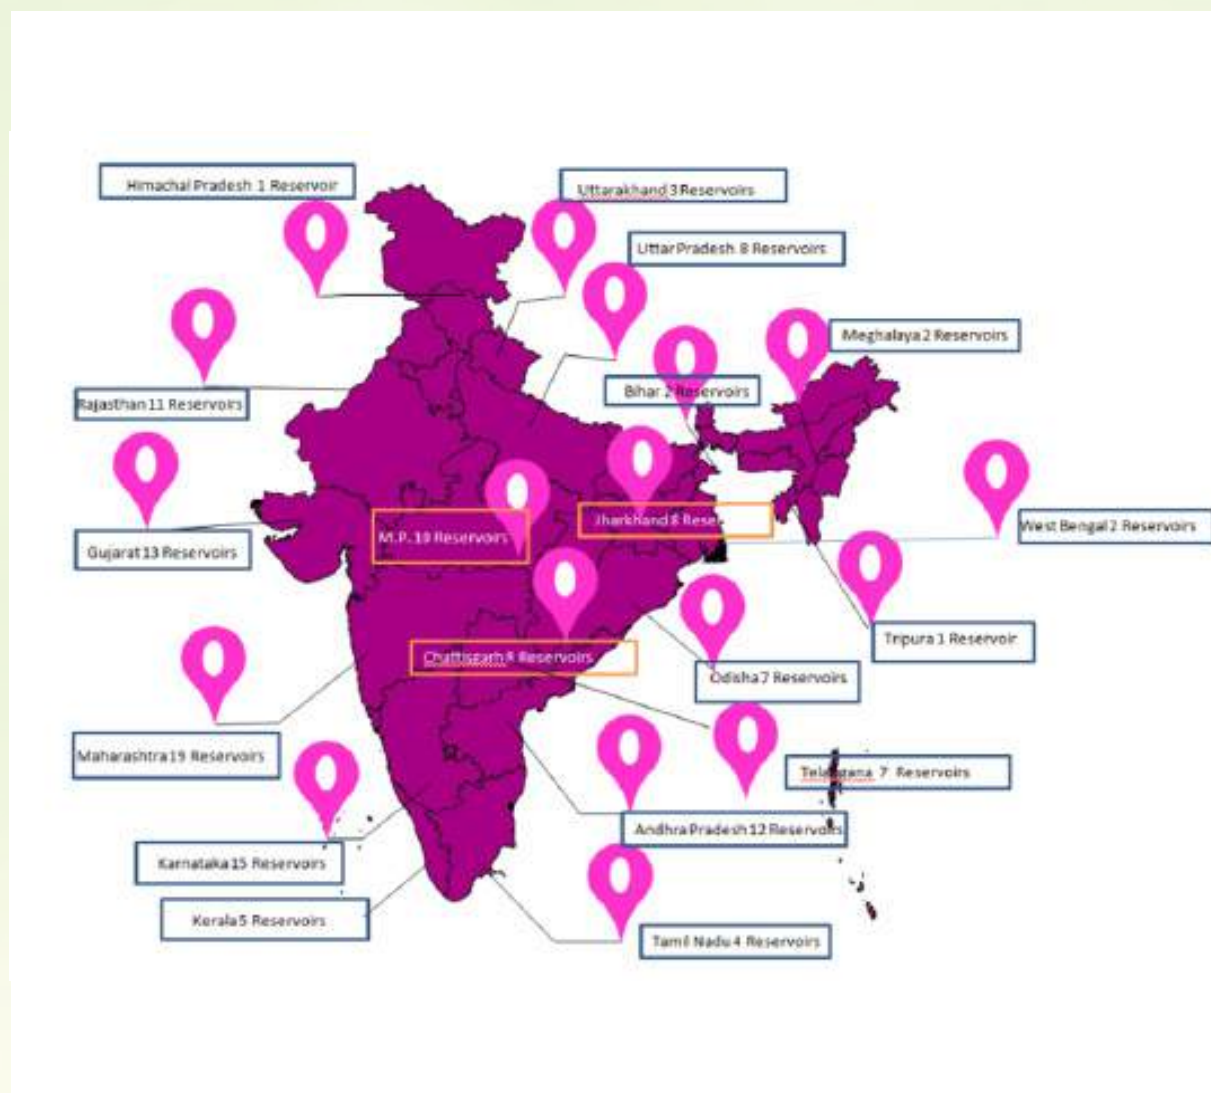 Himachal Pradesh 1 Reservoir
Uttarakhand 3 Reservoirs
Uttar Pradesh 8 Reservoirs
Meghalaya 2 Reservoirs
Bihar 2 Reservoirs
Rajasthan 11 Reservoirs
Jharkhand 8 Reser
West Bengal 2 Reservoirs
M.P. Reservoirs
Gujarat 13 Reservoirs
Tripura 1 Reservoir
Chattisgarh Reservoirs
Odisha 7 Reservoirs
Maharashtra 19 Reservoirs
Telangana 7 Reservoirs
Andhra Pradesh 12 Reservoirs
Karnataka 15 Reservoirs
Kerala 5 Reservoirs
Tamil Nadu 4 Reservoirs